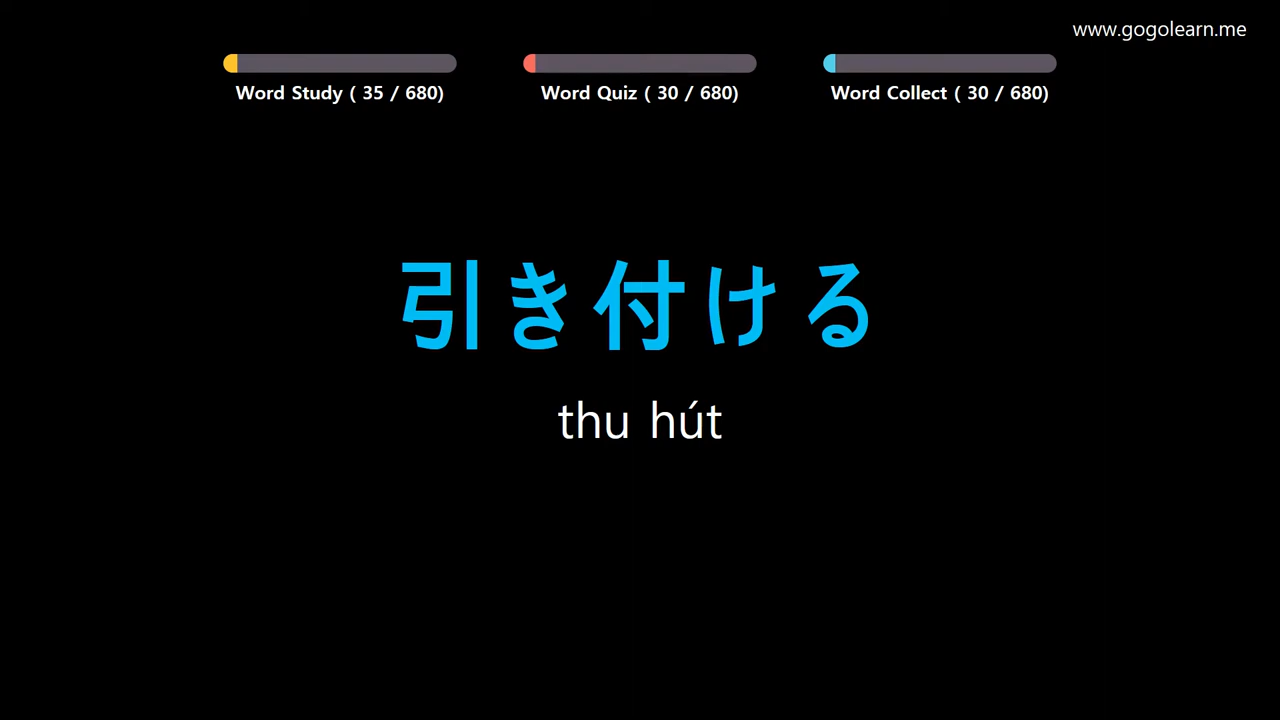 www.gogolearn.me
Word Study ( 35 / 680)
Word Quiz ( 30 / 680)
Word Collect ( 30 / 680)
引き付ける
thu hút